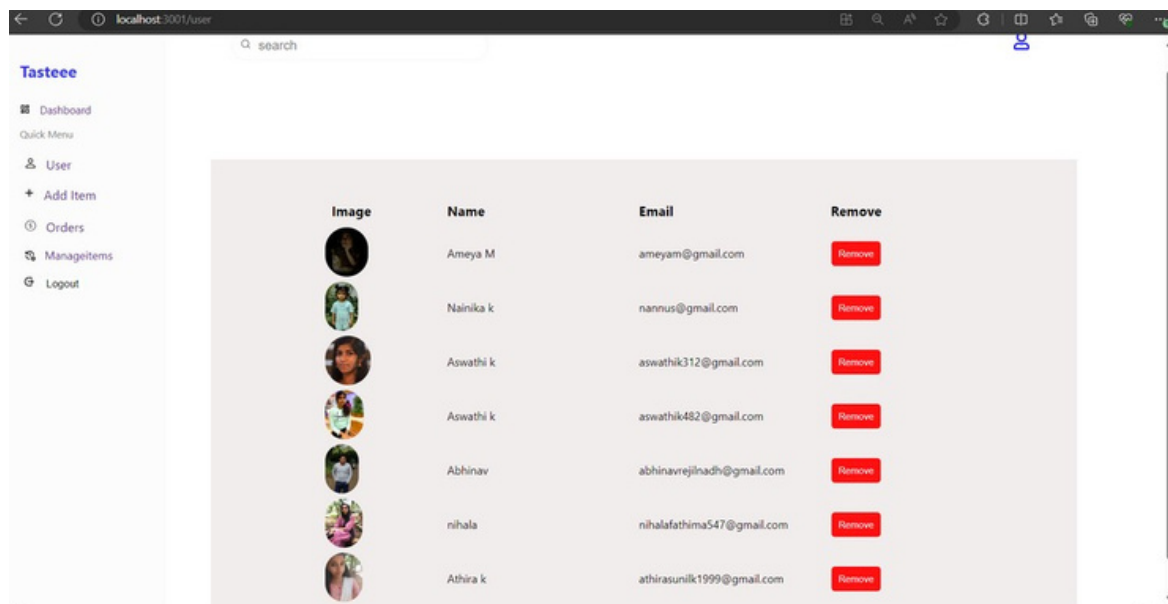 localhost:3001/user
search
Tasteee
Dashboard
Quick Menu
User
Add Item
Orders
Manageitems
Logout
Image Name Email Remove
Ameya M ameyam@gmail.com Remove
Nainika k nannus@gmail.com Remove
Aswathi k aswathik312@gmail.com Remove
Aswathi k aswathik482@gmail.com Remove
Abhinav abhinavrejilnadh@gmail.com Remove
nihala nihalafathima547@gmail.com Remove
Athira k athirasunilk1999@gmail.com Remove